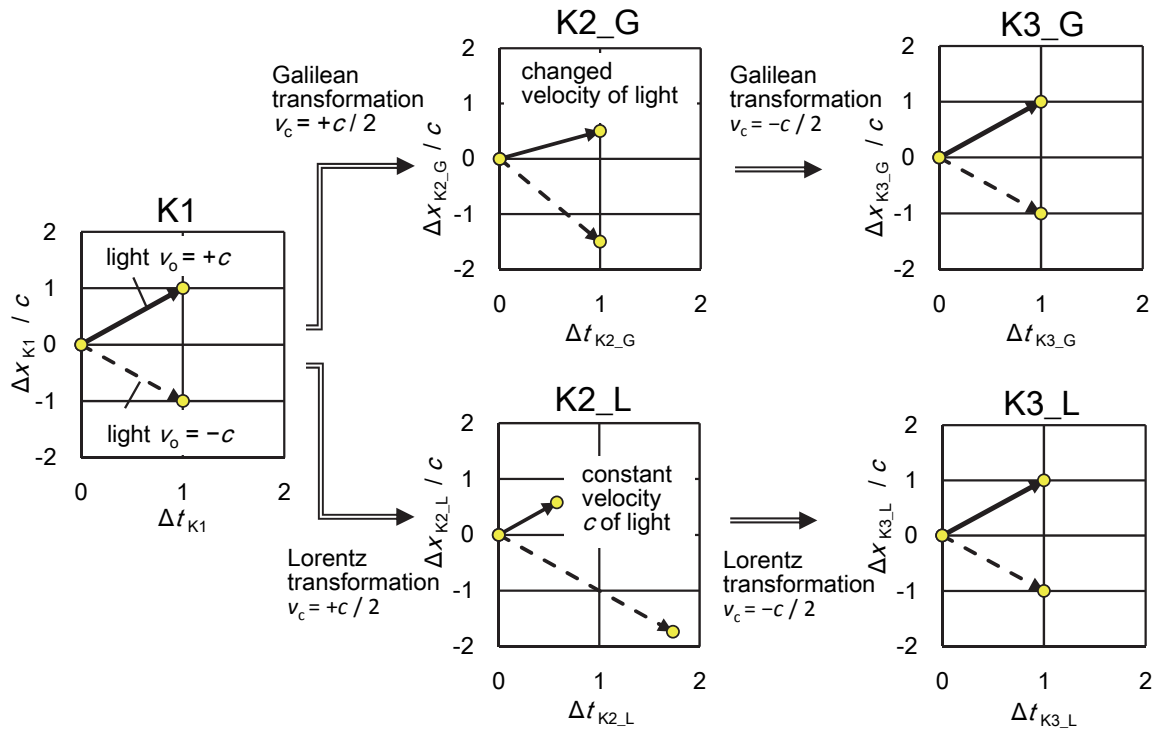 K1
2
1
0
-1
-2
Δx_K1 / c
light v_o = +c
light v_o = −c
0 1 2
Δt_K1
Galilean
transformation
v_c = +c / 2
K2_G
2
1
0
-1
-2
Δx_K2_G / c
changed
velocity of light
0 1 2
Δt_K2_G
Galilean
transformation
v_c = −c / 2
K3_G
2
1
0
-1
-2
Δx_K3_G / c
0 1 2
Δt_K3_G
Lorentz
transformation
v_c = +c / 2
K2_L
2
1
0
-1
-2
Δx_K2_L / c
constant
velocity
c of light
0 1 2
Δt_K2_L
Lorentz
transformation
v_c = −c / 2
K3_L
2
1
0
-1
-2
Δx_K3_L / c
0 1 2
Δt_K3_L